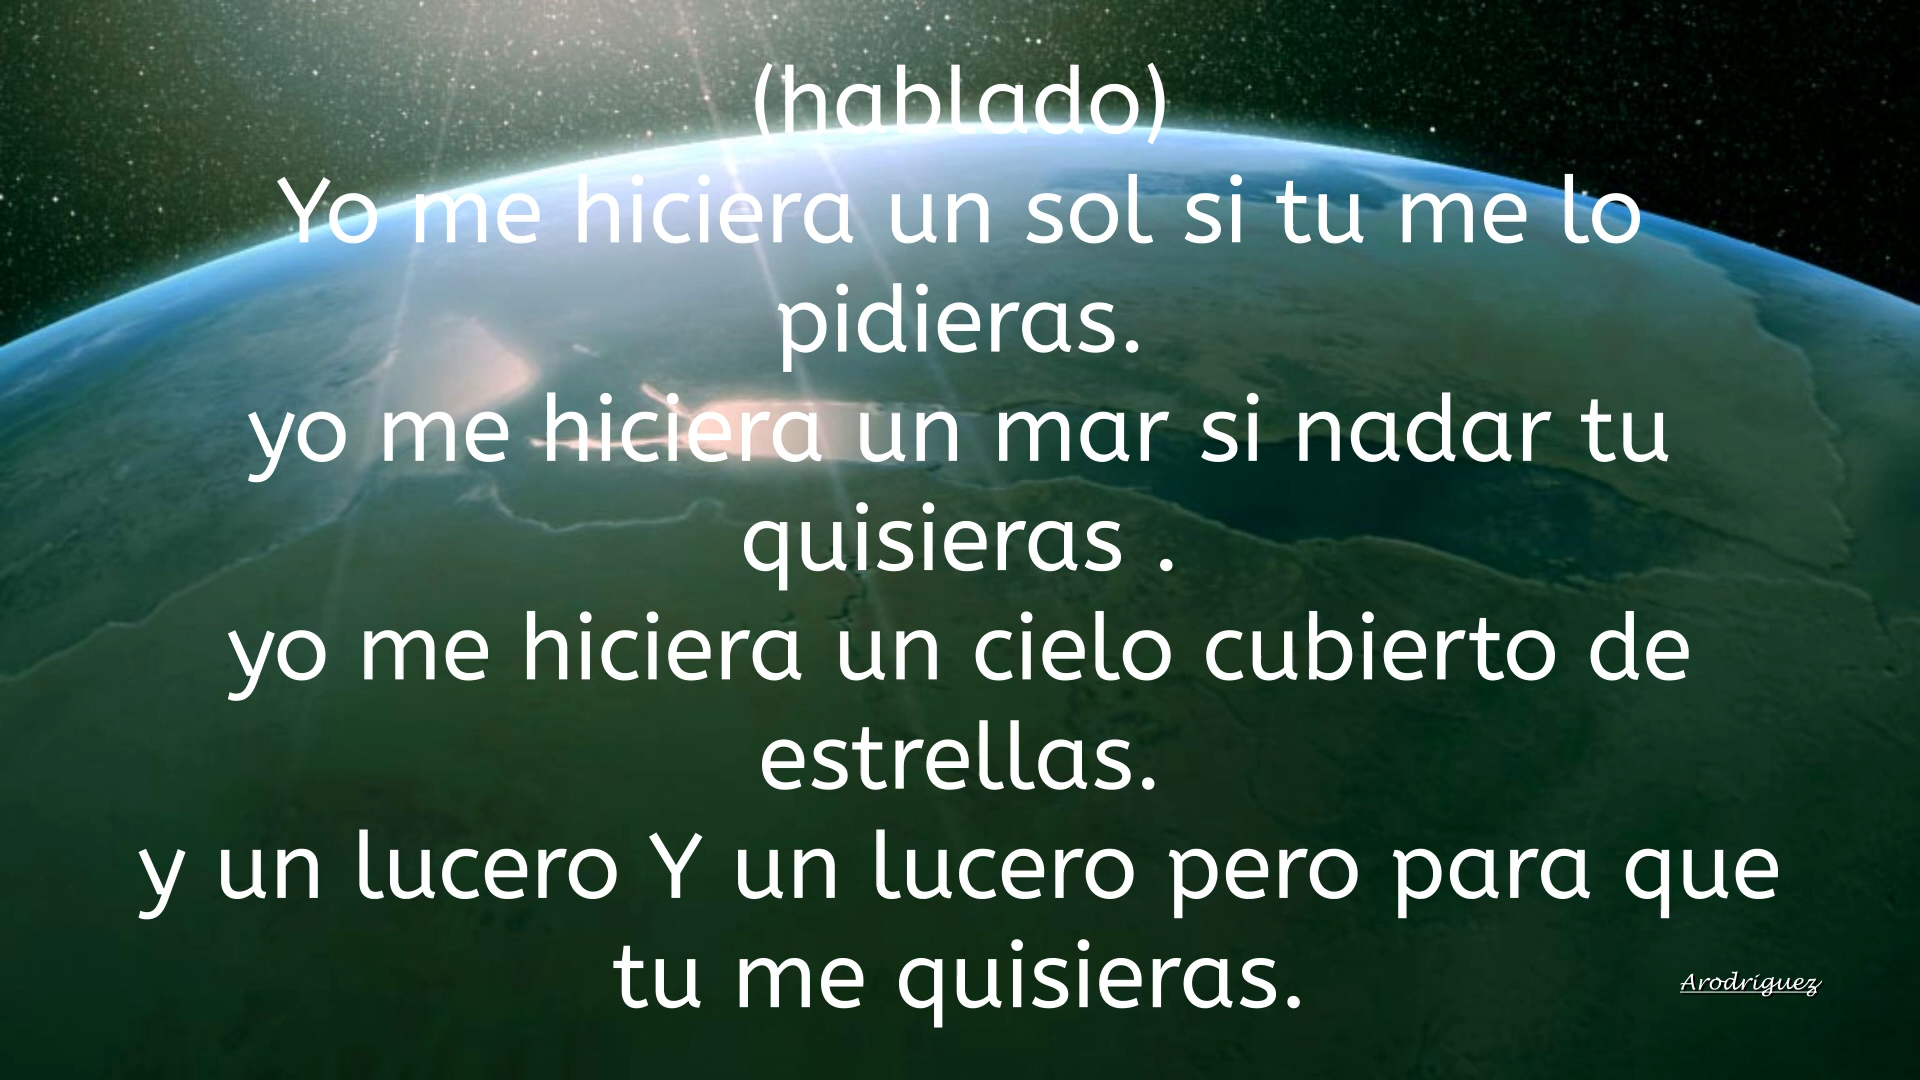 (hablado)
Yo me hiciera un sol si tu me lo
pidieras.
yo me hiciera un mar si nadar tu
quisieras .
yo me hiciera un cielo cubierto de
estrellas.
y un lucero Y un lucero pero para que
tu me quisieras.
Arodriguez